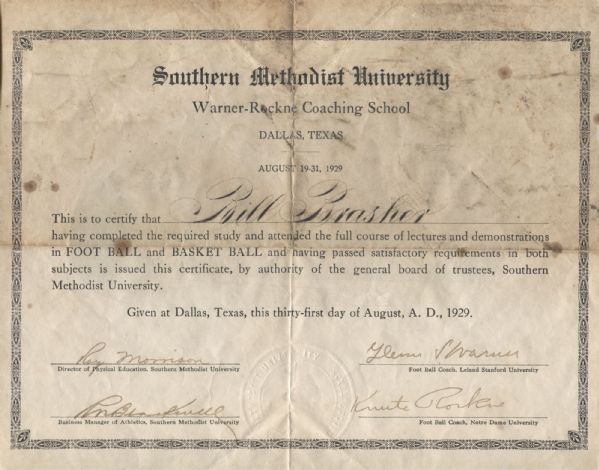 Southern Methodist University
Warner-Rockne Coaching School
DALLAS, TEXAS
AUGUST 19-31, 1929
This is to certify that Bill Brasher
having completed the required study and attended the full course of lectures and demonstrations
in FOOT BALL and BASKET BALL and having passed satisfactory requirements in both
subjects is issued this certificate, by authority of the general board of trustees, Southern
Methodist University.
Given at Dallas, Texas, this thirty-first day of August, A. D., 1929.
Ray Morrison
Director of Physical Education, Southern Methodist University
Glenn S Warner
Foot Ball Coach, Leland Stanford University
Business Manager of Athletics, Southern Methodist University
Knute Rockne
Foot Ball Coach, Notre Dame University